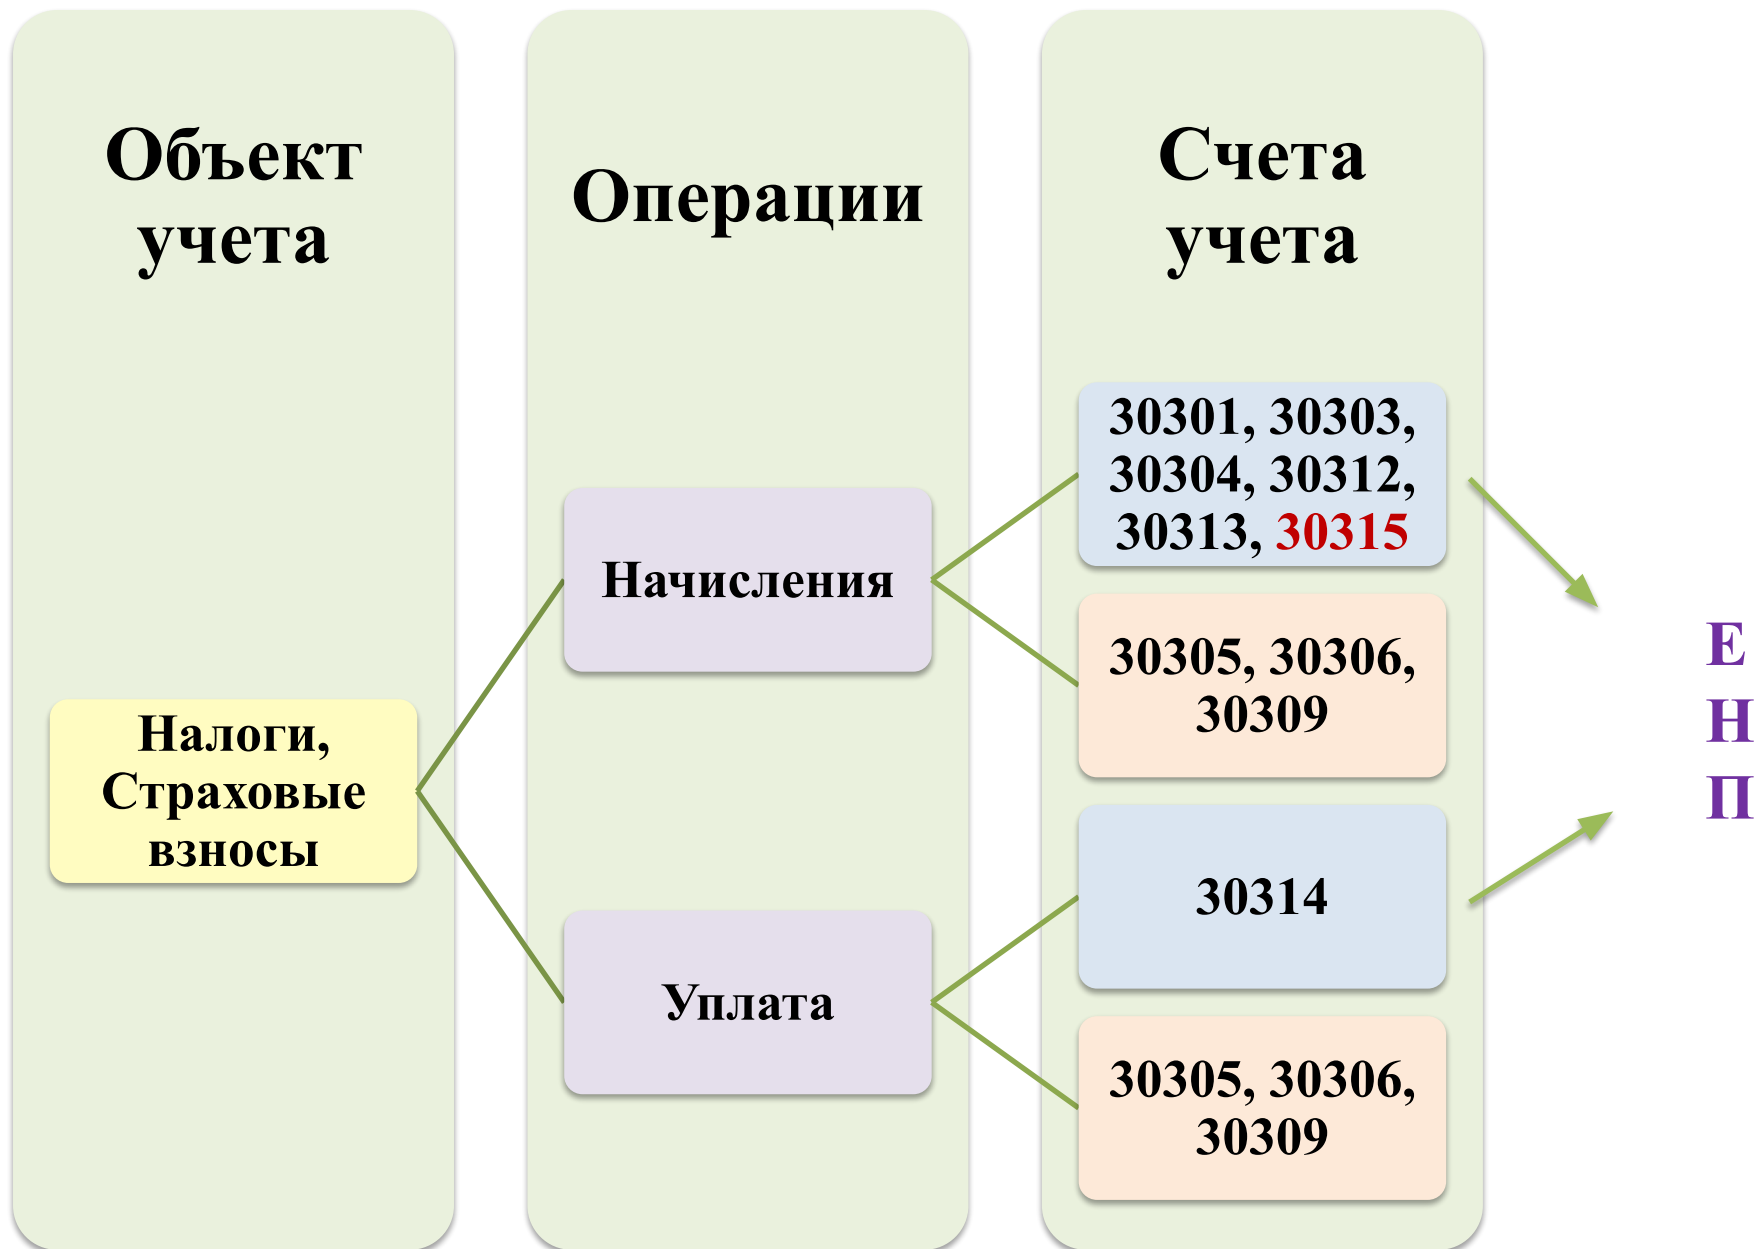 Объект
учета
Операции
Счета
учета
Налоги,
Страховые
взносы
Начисления
Уплата
30301, 30303,
30304, 30312,
30313, 30315
30305, 30306,
30309
30314
30305, 30306,
30309
Е
Н
П